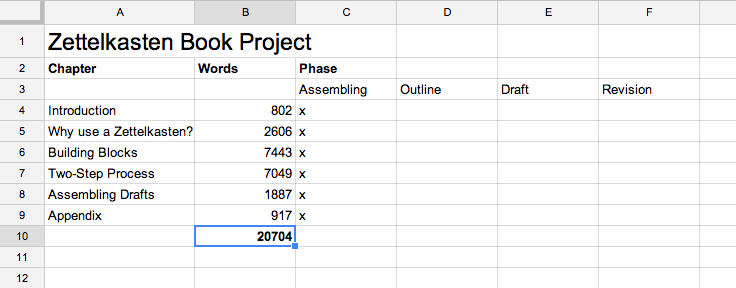 A B C D E F
1 Zettelkasten Book Project
2 Chapter Words Phase
3 Assembling Outline Draft Revision
4 Introduction 802 x
5 Why use a Zettelkasten? 2606 x
6 Building Blocks 7443 x
7 Two-Step Process 7049 x
8 Assembling Drafts 1887 x
9 Appendix 917 x
10 20704
11
12